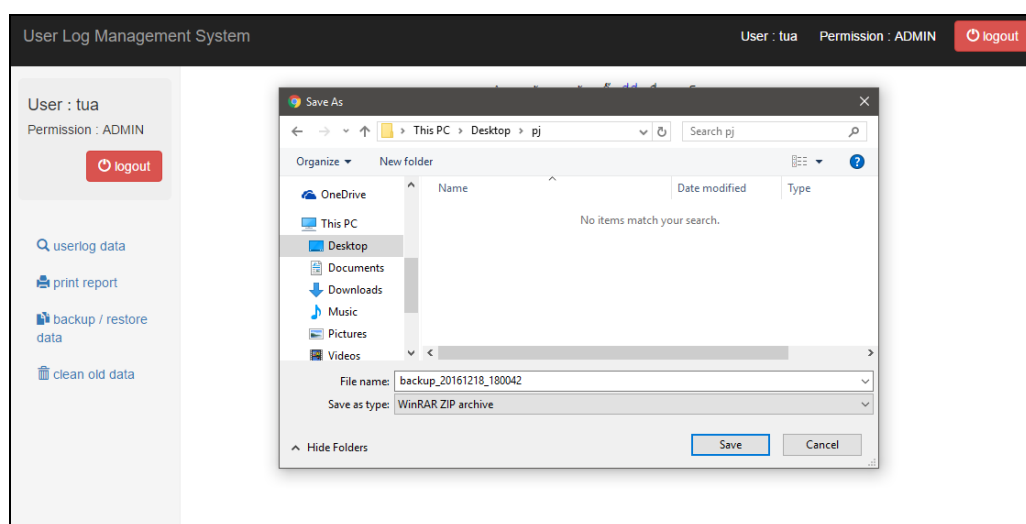 User Log Management System
User : tua Permission : ADMIN logout
User : tua
Permission : ADMIN
logout
userlog data
print report
backup / restore
data
clean old data
Save As
This PC > Desktop > pj
Search pj
Organize
New folder
OneDrive
This PC
Desktop
Documents
Downloads
Music
Pictures
Videos
Name Date modified Type
No items match your search.
File name: backup_20161218_180042
Save as type: WinRAR ZIP archive
Hide Folders
Save Cancel